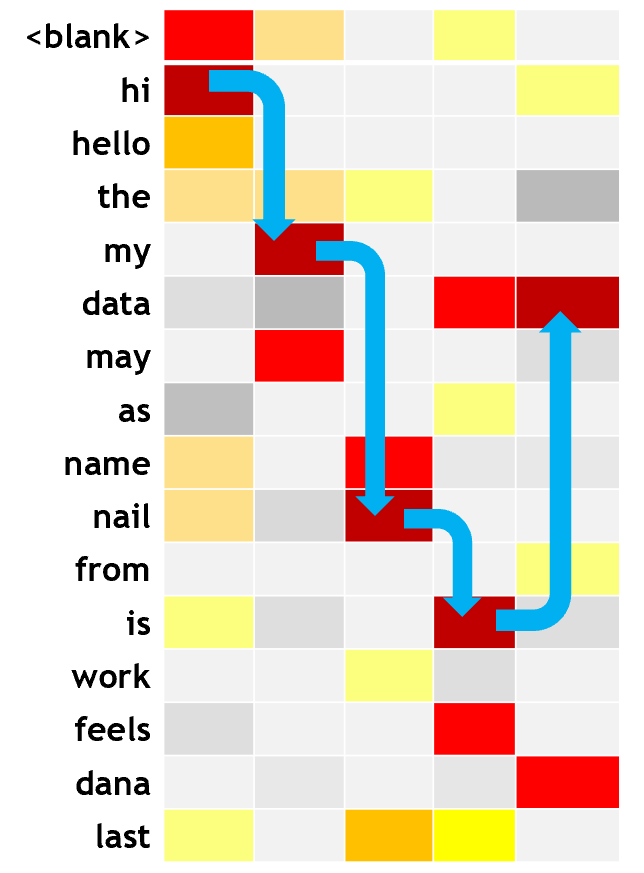 <blank>
hi
hello
the
my
data
may
as
name
nail
from
is
work
feels
dana
last